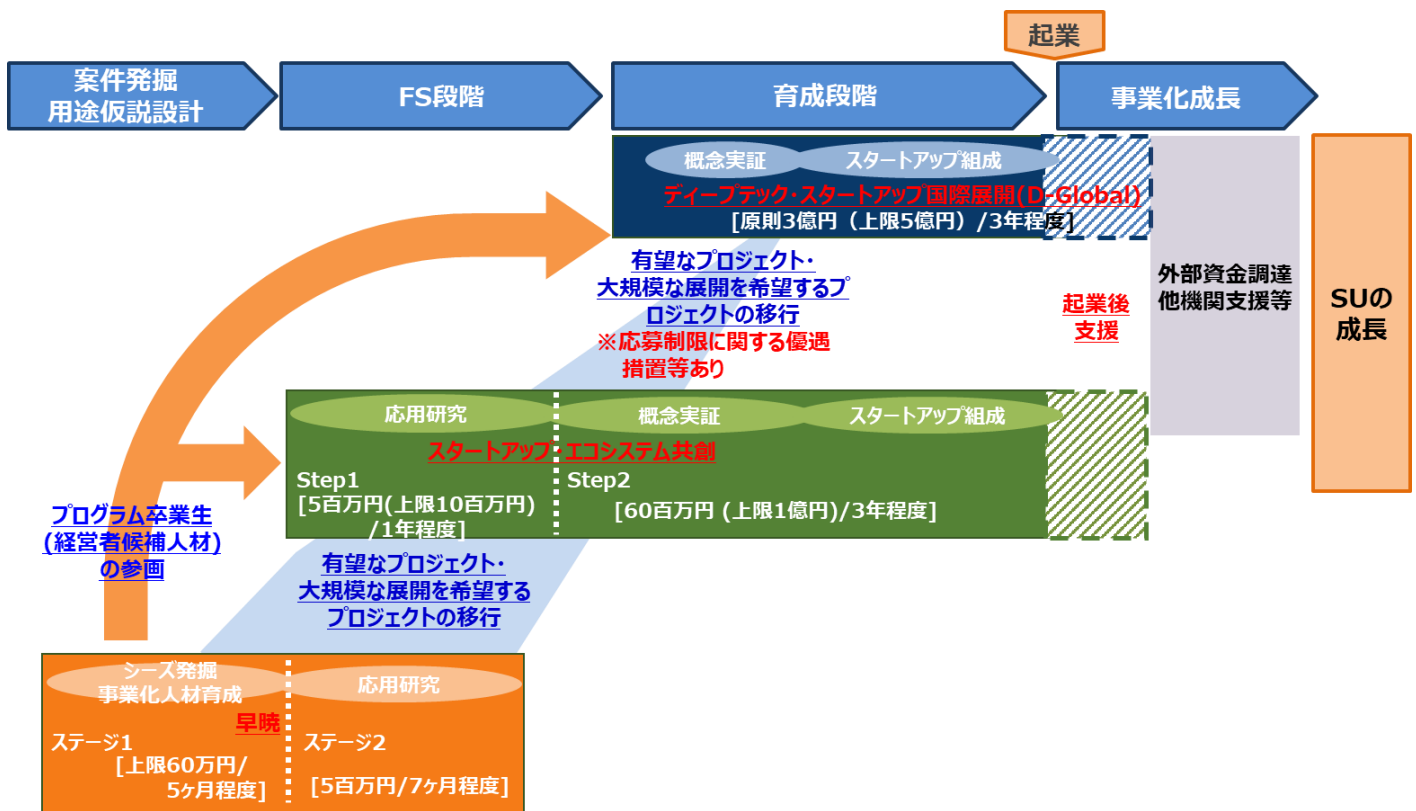 起業
案件発掘
用途仮説設計
FS段階
育成段階
事業化成長
概念実証
スタートアップ組成
ディープテック・スタートアップ国際展開(D-Global)
[原則3億円（上限5億円）/3年程度]
有望なプロジェクト・
大規模な展開を希望するプ
ロジェクトの移行
※応募制限に関する優遇
措置等あり
起業後
支援
外部資金調達
他機関支援等
SUの
成長
応用研究
概念実証
スタートアップ組成
スタートアップ・エコシステム共創
Step1
[5百万円(上限10百万円)
/1年程度]
Step2
[60百万円 (上限1億円)/3年程度]
プログラム卒業生
(経営者候補人材)
の参画
有望なプロジェクト・
大規模な展開を希望する
プロジェクトの移行
シーズ発掘
事業化人材育成
応用研究
早暁
ステージ1
[上限60万円/
5ヶ月程度]
ステージ2
[5百万円/7ヶ月程度]